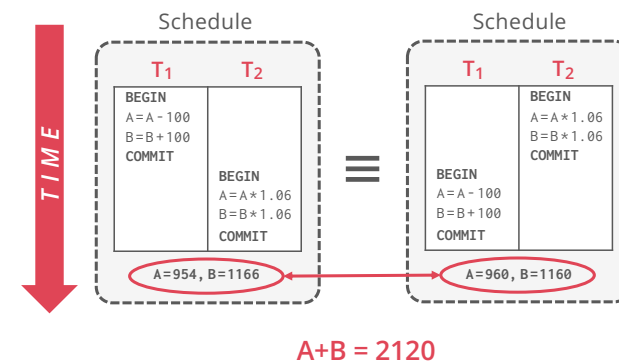 Schedule
Schedule
TIME
T1 T2
BEGIN
A=A-100
B=B+100
COMMIT
BEGIN
A=A*1.06
B=B*1.06
COMMIT
A=954, B=1166
≡
T1 T2
BEGIN
A=A*1.06
B=B*1.06
COMMIT
BEGIN
A=A-100
B=B+100
COMMIT
A=960, B=1160
A+B = 2120